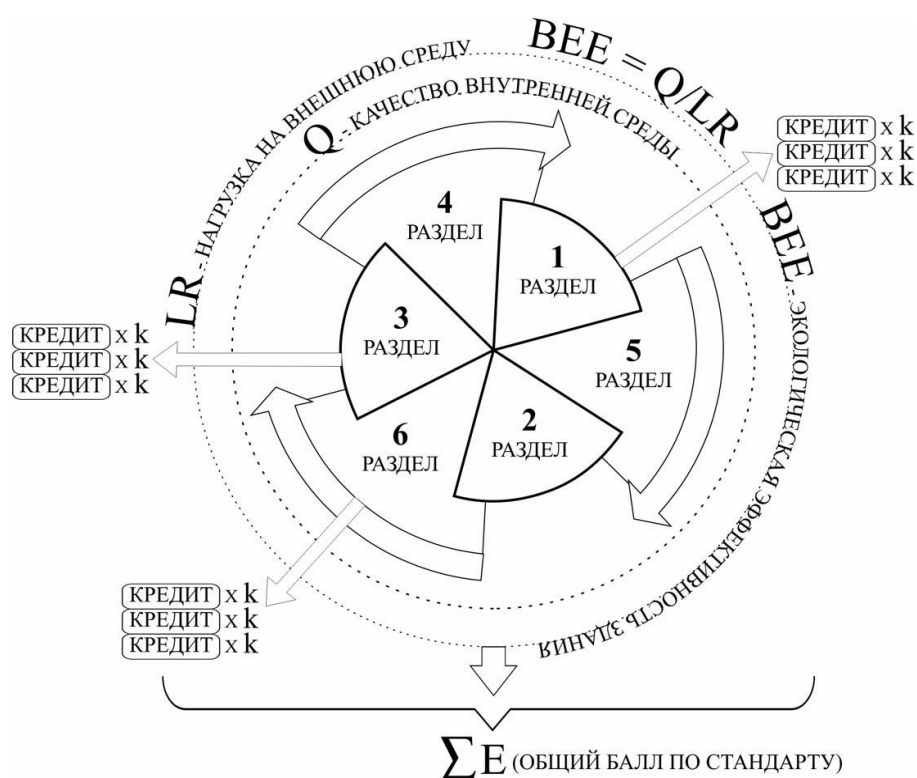 BEE = Q/LR
LR - НАГРУЗКА НА ВНЕШНЮЮ СРЕДУ
Q - КАЧЕСТВО ВНУТРЕННЕЙ СРЕДЫ
BEE - ЭКОЛОГИЧЕСКАЯ ЭФФЕКТИВНОСТЬ ЗДАНИЯ
КРЕДИТ x k
КРЕДИТ x k
КРЕДИТ x k
4
РАЗДЕЛ
1
РАЗДЕЛ
3
РАЗДЕЛ
5
РАЗДЕЛ
КРЕДИТ x k
КРЕДИТ x k
КРЕДИТ x k
2
РАЗДЕЛ
6
РАЗДЕЛ
КРЕДИТ x k
КРЕДИТ x k
КРЕДИТ x k
∑E (ОБЩИЙ БАЛЛ ПО СТАНДАРТУ)